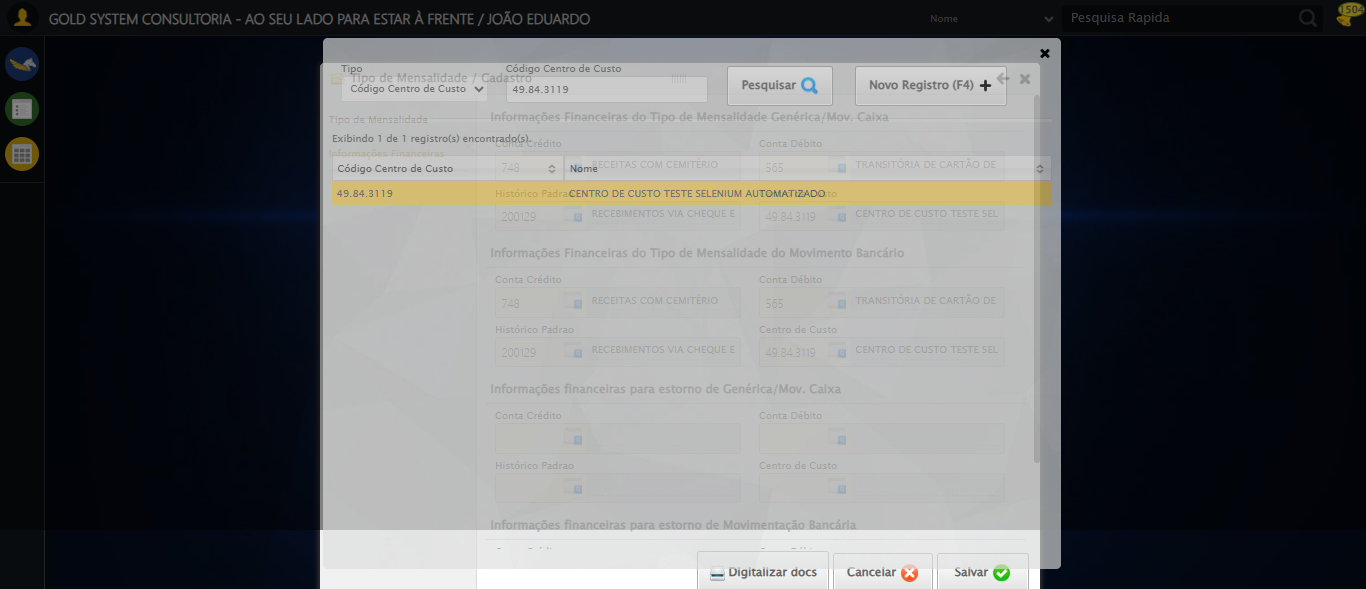 GOLD SYSTEM CONSULTORIA - AO SEU LADO PARA ESTAR À FRENTE / JOÃO EDUARDO
Nome
Pesquisa Rapida
1504
Tipo
Código Centro de Custo
Tipo de Mensalidade / Cadastro
Código Centro de Custo
49.84.3119
Pesquisar
Novo Registro (F4)
Tipo de Mensalidade
Informações Financeiras do Tipo de Mensalidade Genérica/Mov. Caixa
Exibindo 1 de 1 registro(s) encontrado(s)
Conta Crédito
Conta Débito
Informações Financeiras
Código Centro de Custo
Nome
748
RECEITAS COM CEMITÉRIO
565
TRANSITÓRIA DE CARTÃO DE
49.84.3119
CENTRO DE CUSTO TESTE SELENIUM AUTOMATIZADO
Histórico Padrao
Centro de Custo
200129
RECEBIMENTOS VIA CHEQUE E
49.84.3119
CENTRO DE CUSTO TESTE SEL
Informações Financeiras do Tipo de Mensalidade do Movimento Bancário
Conta Crédito
Conta Débito
748
RECEITAS COM CEMITÉRIO
565
TRANSITÓRIA DE CARTÃO DE
Histórico Padrao
Centro de Custo
200129
RECEBIMENTOS VIA CHEQUE E
49.84.3119
CENTRO DE CUSTO TESTE SEL
Informações financeiras para estorno de Genérica/Mov. Caixa
Conta Crédito
Conta Débito
Histórico Padrao
Centro de Custo
Informações financeiras para estorno de Movimentação Bancária
Digitalizar docs
Cancelar
Salvar